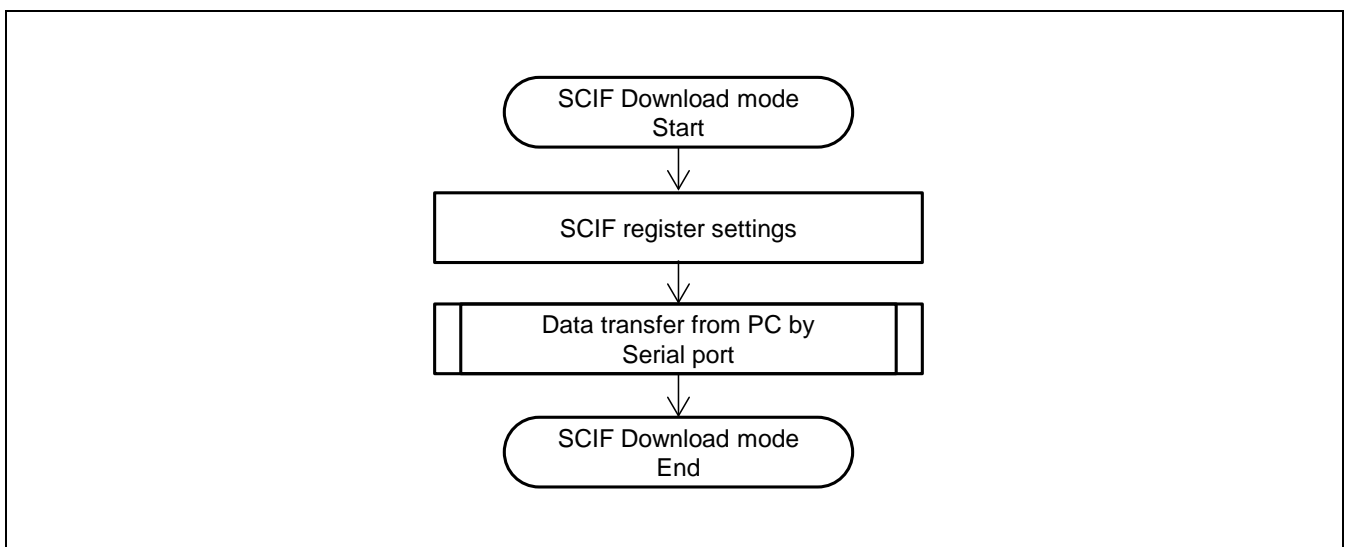 SCIF Download mode
Start
SCIF register settings
Data transfer from PC by
Serial port
SCIF Download mode
End